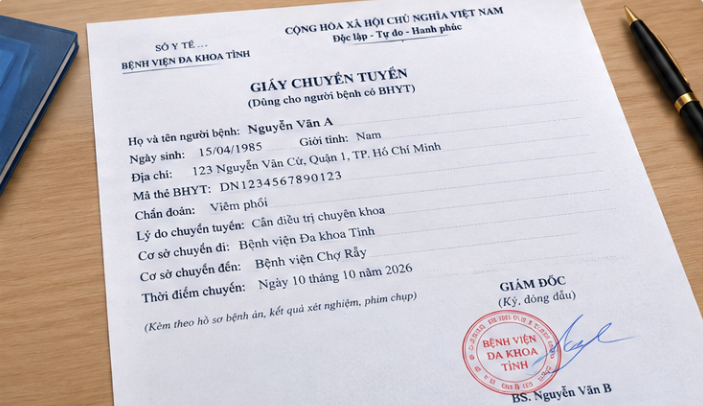 SỞ Y TẾ ...
BỆNH VIỆN ĐA KHOA TỈNH
CỘNG HÒA XÃ HỘI CHỦ NGHĨA VIỆT NAM
Độc lập - Tự do - Hanh phúc
GIẤY CHUYỂN TUYẾN
(Dùng cho người bệnh có BHYT)
Họ và tên người bệnh: Nguyễn Văn A
Ngày sinh: 15/04/1985 Giới tính: Nam
Địa chỉ: 123 Nguyễn Văn Cừ, Quận 1, TP. Hồ Chí Minh
Mã thẻ BHYT: DN1234567890123
Chẩn đoán: Viêm phổi
Lý do chuyển tuyến: Cần điều trị chuyên khoa
Cơ sở chuyển đi: Bệnh viện Đa khoa Tỉnh
Cơ sở chuyển đến: Bệnh viện Chợ Rẫy
Thời điểm chuyển: Ngày 10 tháng 10 năm 2026
(Kèm theo hồ sơ bệnh án, kết quả xét nghiệm, phim chụp)
GIÁM ĐỐC
(Ký, đóng dấu)
BỆNH VIỆN
ĐA KHOA
TỈNH
BS. Nguyễn Văn B